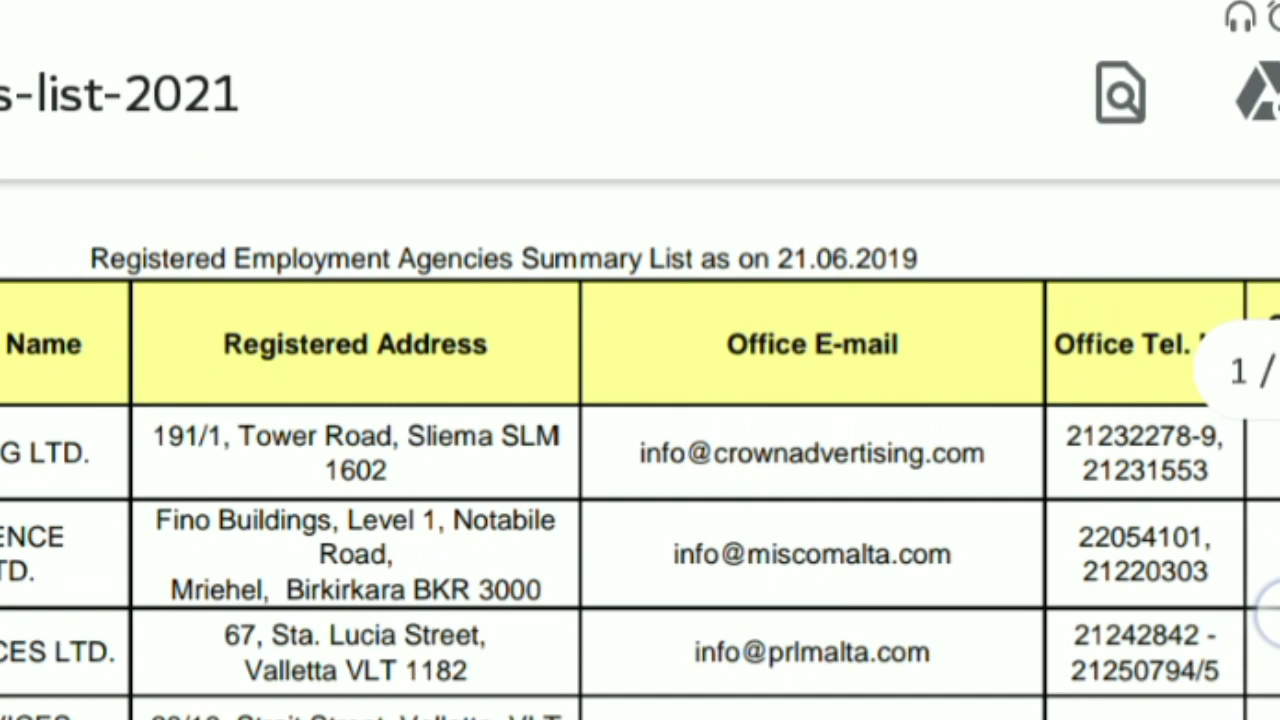 s-list-2021
Registered Employment Agencies Summary List as on 21.06.2019
Name
Registered Address
Office E-mail
Office Tel.
1 /
G LTD.
191/1, Tower Road, Sliema SLM
1602
info@crownadvertising.com
21232278-9,
21231553
ENCE
TD.
Fino Buildings, Level 1, Notabile
Road,
Mriehel, Birkirkara BKR 3000
info@miscomalta.com
22054101,
21220303
CES LTD.
67, Sta. Lucia Street,
Valletta VLT 1182
info@prlmalta.com
21242842 -
21250794/5